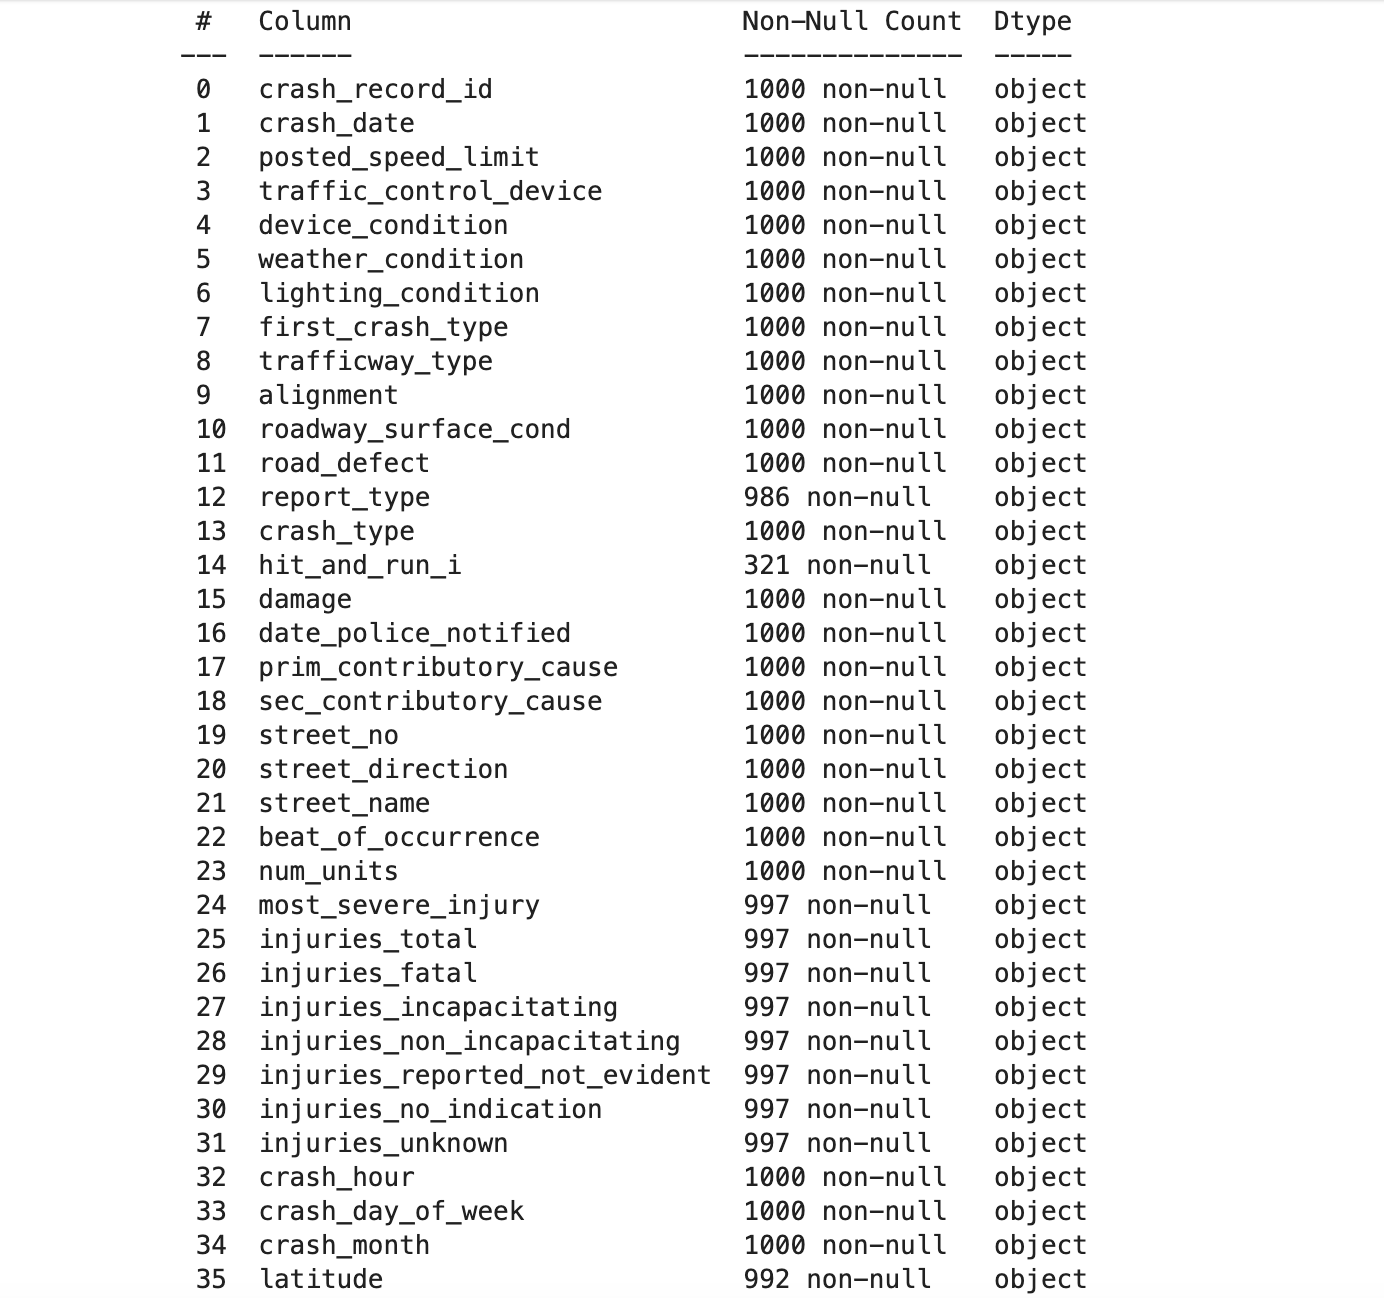 #   Column                         Non-Null Count  Dtype
---  ------                         --------------  -----
0   crash_record_id                1000 non-null   object
1   crash_date                     1000 non-null   object
2   posted_speed_limit             1000 non-null   object
3   traffic_control_device         1000 non-null   object
4   device_condition               1000 non-null   object
5   weather_condition              1000 non-null   object
6   lighting_condition             1000 non-null   object
7   first_crash_type               1000 non-null   object
8   trafficway_type                1000 non-null   object
9   alignment                      1000 non-null   object
10  roadway_surface_cond           1000 non-null   object
11  road_defect                    1000 non-null   object
12  report_type                    986 non-null    object
13  crash_type                     1000 non-null   object
14  hit_and_run_i                  321 non-null    object
15  damage                         1000 non-null   object
16  date_police_notified           1000 non-null   object
17  prim_contributory_cause        1000 non-null   object
18  sec_contributory_cause         1000 non-null   object
19  street_no                      1000 non-null   object
20  street_direction               1000 non-null   object
21  street_name                    1000 non-null   object
22  beat_of_occurrence             1000 non-null   object
23  num_units                      1000 non-null   object
24  most_severe_injury             997 non-null    object
25  injuries_total                 997 non-null    object
26  injuries_fatal                 997 non-null    object
27  injuries_incapacitating        997 non-null    object
28  injuries_non_incapacitating    997 non-null    object
29  injuries_reported_not_evident  997 non-null    object
30  injuries_no_indication         997 non-null    object
31  injuries_unknown               997 non-null    object
32  crash_hour                     1000 non-null   object
33  crash_day_of_week              1000 non-null   object
34  crash_month                    1000 non-null   object
35  latitude                       992 non-null    object